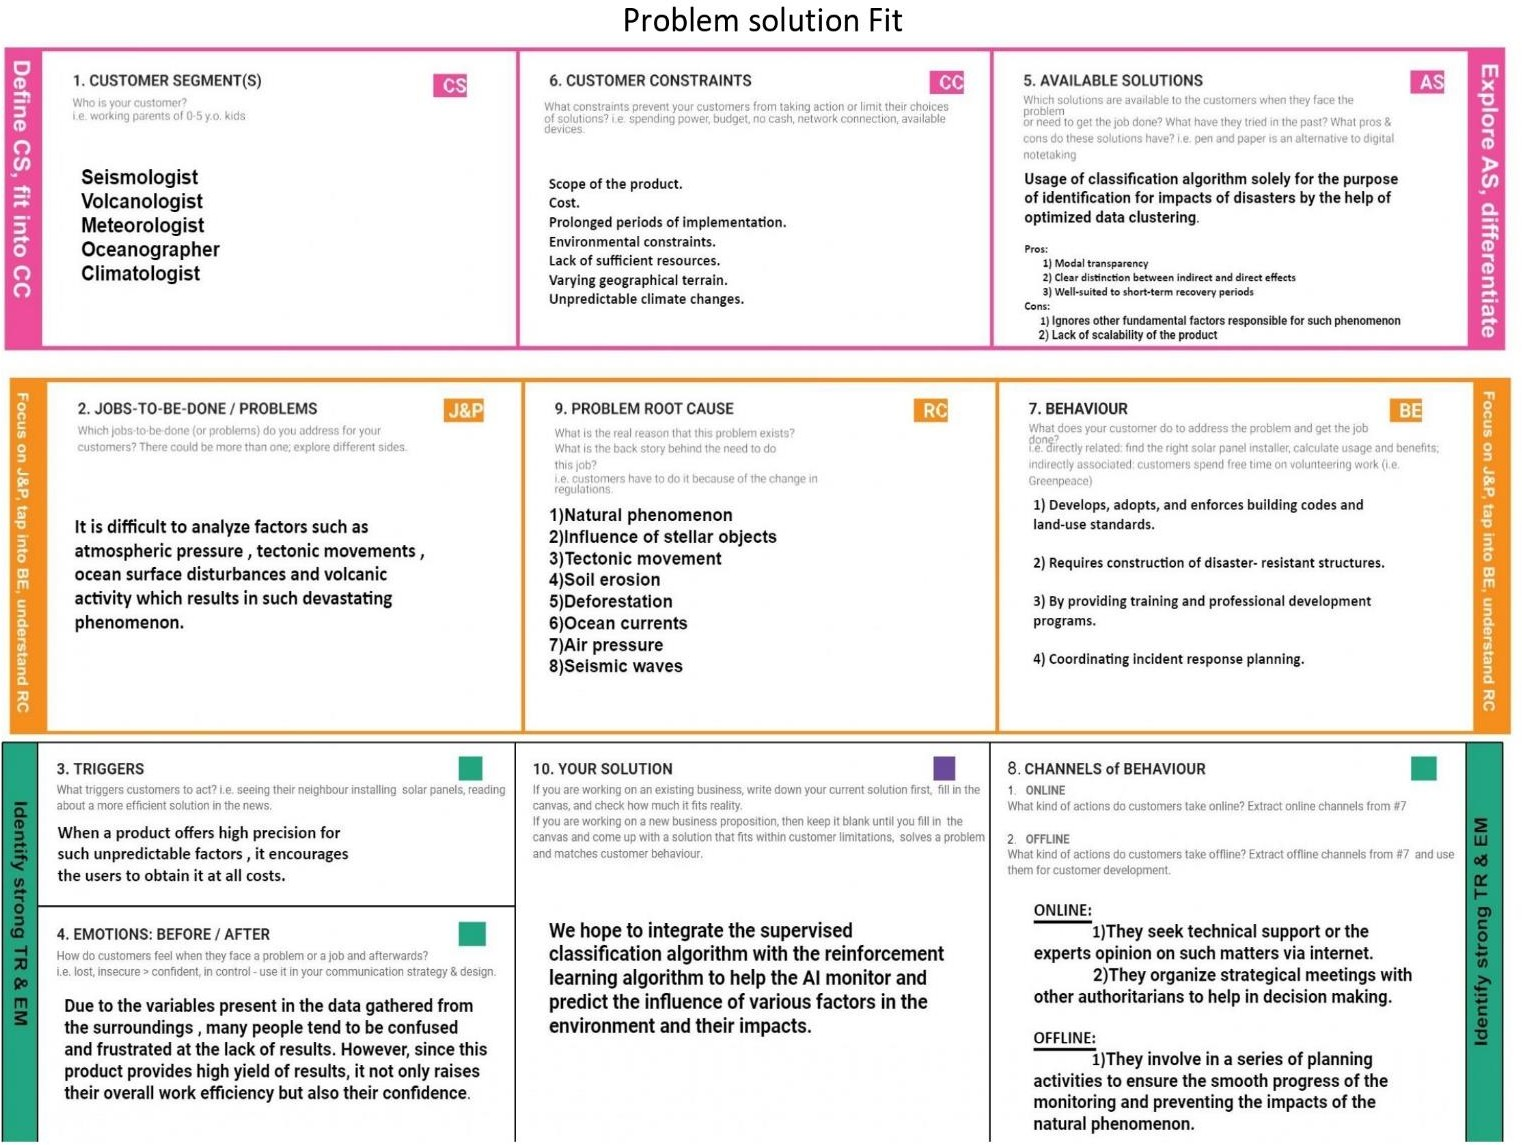 Problem solution Fit
Define CS, fit into CC
1. CUSTOMER SEGMENT(S)
CS
Who is your customer?
i.e. working parents of 0-5 y.o. kids
Seismologist
Volcanologist
Meteorologist
Oceanographer
Climatologist
6. CUSTOMER CONSTRAINTS
CC
What constraints prevent your customers from taking action or limit their choices
of solutions? i.e. spending power, budget, no cash, network connection, available
devices.
Scope of the product.
Cost.
Prolonged periods of implementation.
Environmental constraints.
Lack of sufficient resources.
Varying geographical terrain.
Unpredictable climate changes.
5. AVAILABLE SOLUTIONS
AS
Which solutions are available to the customers when they face the
problem
or need to get the job done? What have they tried in the past? What pros &
cons do these solutions have? i.e. pen and paper is an alternative to digital
notetaking
Usage of classification algorithm solely for the purpose
of identification for impacts of disasters by the help of
optimized data clustering.
Pros:
1) Modal transparency
2) Clear distinction between indirect and direct effects
3) Well-suited to short-term recovery periods
Cons:
1) Ignores other fundamental factors responsible for such phenomenon
2) Lack of scalability of the product
Explore AS, differentiate
Focus on J&P, tap into BE, understand RC
2. JOBS-TO-BE-DONE / PROBLEMS
J&P
Which jobs-to-be-done (or problems) do you address for your
customers? There could be more than one; explore different sides.
It is difficult to analyze factors such as
atmospheric pressure , tectonic movements ,
ocean surface disturbances and volcanic
activity which results in such devastating
phenomenon.
9. PROBLEM ROOT CAUSE
RC
What is the real reason that this problem exists?
What is the back story behind the need to do
this job?
i.e. customers have to do it because of the change in
regulations.
1)Natural phenomenon
2)Influence of stellar objects
3)Tectonic movement
4)Soil erosion
5)Deforestation
6)Ocean currents
7)Air pressure
8)Seismic waves
7. BEHAVIOUR
BE
What does your customer do to address the problem and get the job
done?
i.e. directly related: find the right solar panel installer, calculate usage and benefits;
indirectly associated: customers spend free time on volunteering work (i.e.
Greenpeace)
1) Develops, adopts, and enforces building codes and
land-use standards.
2) Requires construction of disaster- resistant structures.
3) By providing training and professional development
programs.
4) Coordinating incident response planning.
Focus on J&P, tap into BE, understand RC
Identify strong TR & EM
3. TRIGGERS
What triggers customers to act? i.e. seeing their neighbour installing solar panels, reading
about a more efficient solution in the news.
When a product offers high precision for
such unpredictable factors , it encourages
the users to obtain it at all costs.
4. EMOTIONS: BEFORE / AFTER
How do customers feel when they face a problem or a job and afterwards?
i.e. lost, insecure > confident, in control - use it in your communication strategy & design.
Due to the variables present in the data gathered from
the surroundings , many people tend to be confused
and frustrated at the lack of results. However, since this
product provides high yield of results, it not only raises
their overall work efficiency but also their confidence.
10. YOUR SOLUTION
If you are working on an existing business, write down your current solution first, fill in the
canvas, and check how much it fits reality.
If you are working on a new business proposition, then keep it blank until you fill in the
canvas and come up with a solution that fits within customer limitations, solves a problem
and matches customer behaviour.
We hope to integrate the supervised
classification algorithm with the reinforcement
learning algorithm to help the AI monitor and
predict the influence of various factors in the
environment and their impacts.
8. CHANNELS of BEHAVIOUR
1. ONLINE
What kind of actions do customers take online? Extract online channels from #7
2. OFFLINE
What kind of actions do customers take offline? Extract offline channels from #7 and use
them for customer development.
ONLINE:
1)They seek technical support or the
experts opinion on such matters via internet.
2)They organize strategical meetings with
other authoritarians to help in decision making.
OFFLINE:
1)They involve in a series of planning
activities to ensure the smooth progress of the
monitoring and preventing the impacts of the
natural phenomenon.
Identify strong TR & EM